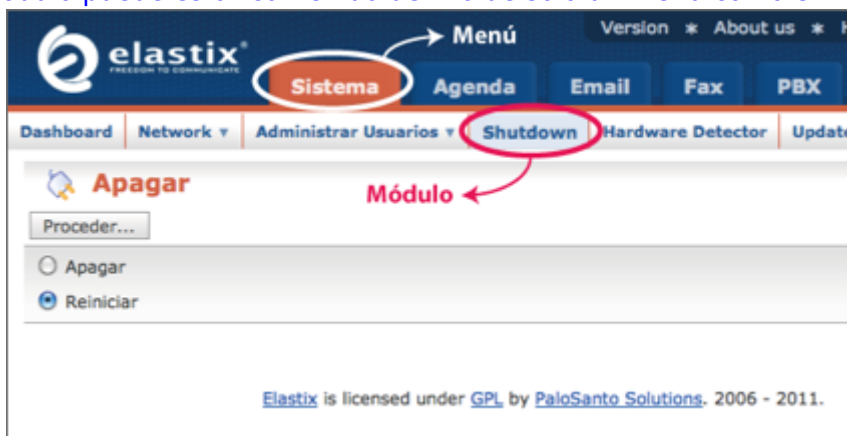 Menú
Version * About us *
elastix
FREEDOM TO COMMUNICATE
Sistema Agenda Email Fax PBX
Dashboard Network Administrar Usuarios Shutdown Hardware Detector
Apagar
Módulo
Proceder...
Apagar
Reiniciar
Elastix is licensed under GPL by PaloSanto Solutions. 2006 - 2011.